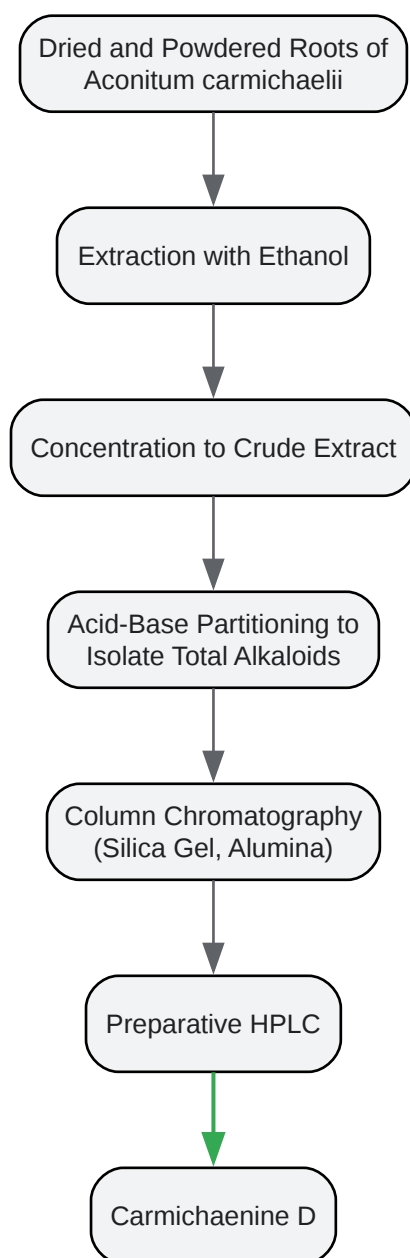 Dried and Powdered Roots of
Aconitum carmichaelii
Extraction with Ethanol
Concentration to Crude Extract
Acid-Base Partitioning to
Isolate Total Alkaloids
Column Chromatography
(Silica Gel, Alumina)
Preparative HPLC
Carmichaenine D